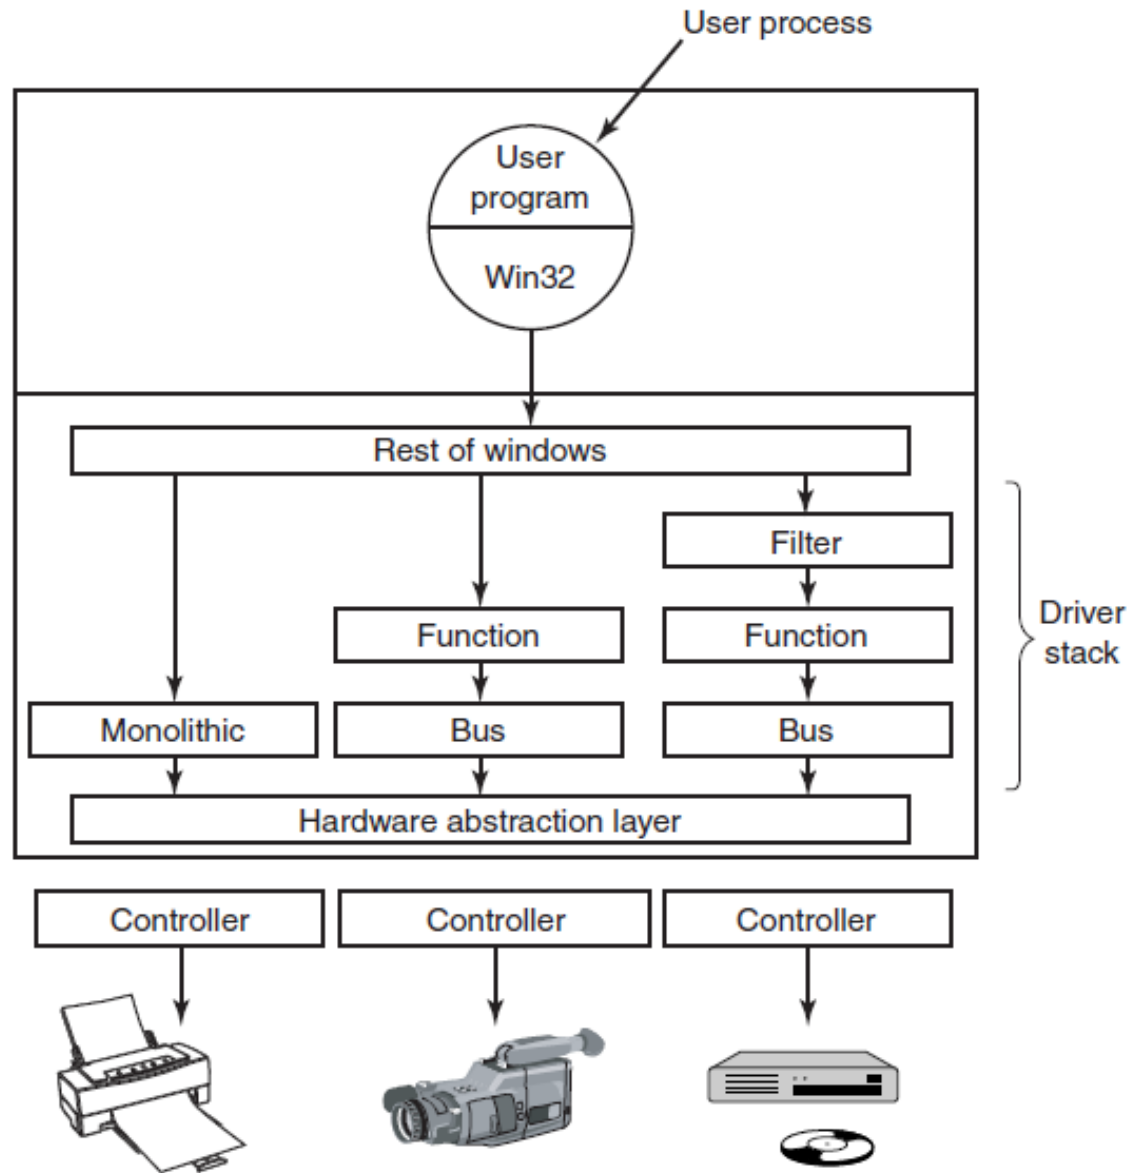 User process
User
program
Win32
Rest of windows
Filter
Function
Function
Driver
stack
Monolithic
Bus
Bus
Hardware abstraction layer
Controller
Controller
Controller